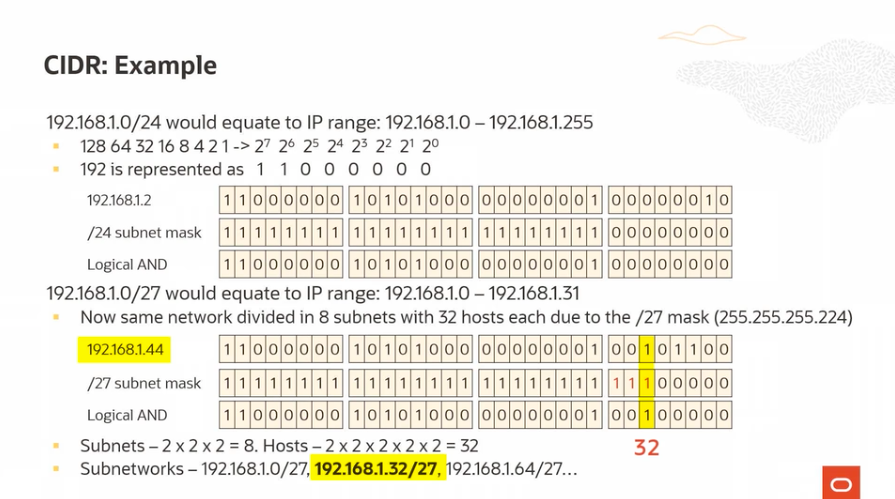 CIDR: Example
192.168.1.0/24 would equate to IP range: 192.168.1.0 – 192.168.1.255
▪ 128 64 32 16 8 4 2 1 -> 2⁷ 2⁶ 2⁵ 2⁴ 2³ 2² 2¹ 2⁰
▪ 192 is represented as 1 1 0 0 0 0 0 0
192.168.1.2 1 1 0 0 0 0 0 0 1 0 1 0 1 0 0 0 0 0 0 0 0 0 0 1 0 0 0 0 0 0 1 0
/24 subnet mask 1 1 1 1 1 1 1 1 1 1 1 1 1 1 1 1 1 1 1 1 1 1 1 1 0 0 0 0 0 0 0 0
Logical AND 1 1 0 0 0 0 0 0 1 0 1 0 1 0 0 0 0 0 0 0 0 0 0 1 0 0 0 0 0 0 0 0
192.168.1.0/27 would equate to IP range: 192.168.1.0 – 192.168.1.31
▪ Now same network divided in 8 subnets with 32 hosts each due to the /27 mask (255.255.255.224)
192.168.1.44 1 1 0 0 0 0 0 0 1 0 1 0 1 0 0 0 0 0 0 0 0 0 0 1 0 0 1 0 1 1 0 0
/27 subnet mask 1 1 1 1 1 1 1 1 1 1 1 1 1 1 1 1 1 1 1 1 1 1 1 1 1 1 1 0 0 0 0 0
Logical AND 1 1 0 0 0 0 0 0 1 0 1 0 1 0 0 0 0 0 0 0 0 0 0 1 0 0 1 0 0 0 0 0
▪ Subnets – 2 x 2 x 2 = 8. Hosts – 2 x 2 x 2 x 2 x 2 = 32
32
▪ Subnetworks – 192.168.1.0/27, 192.168.1.32/27, 192.168.1.64/27...